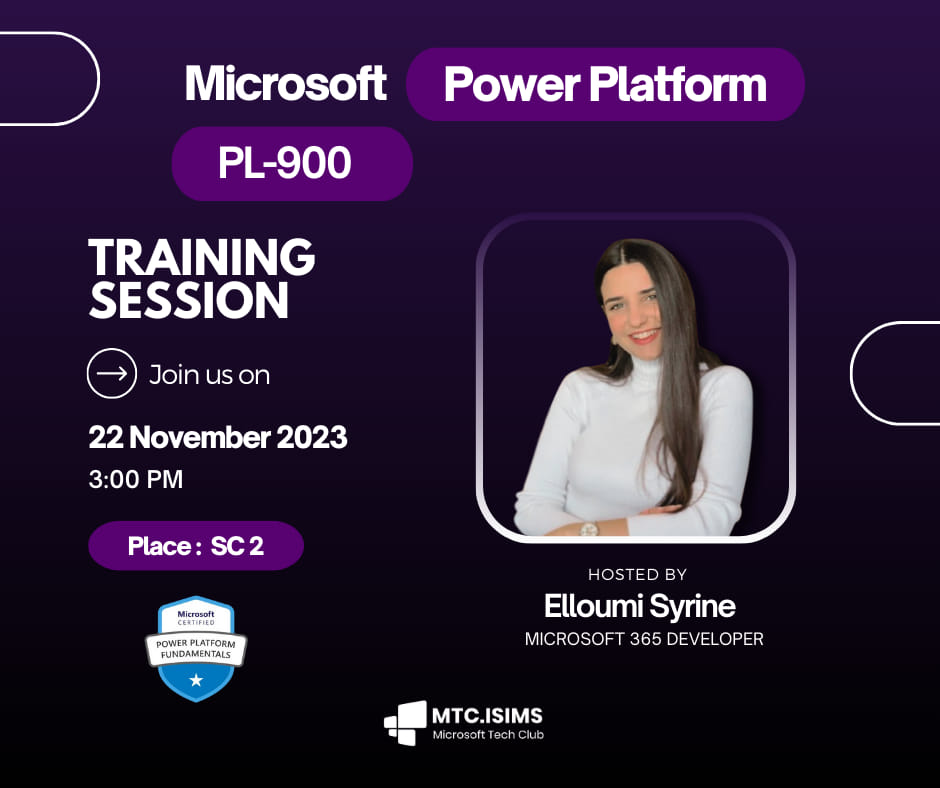 Microsoft Power Platform
PL-900
TRAINING
SESSION
Join us on
22 November 2023
3:00 PM
Place : SC 2
Microsoft
CERTIFIED
POWER PLATFORM
FUNDAMENTALS
HOSTED BY
Elloumi Syrine
MICROSOFT 365 DEVELOPER
MTC.ISIMS
Microsoft Tech Club